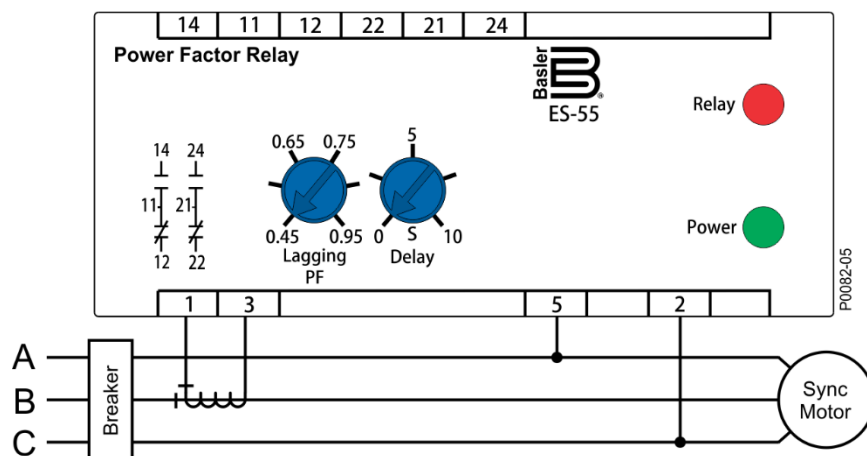 14 11 12 22 21 24
Power Factor Relay
Basler
B
®
ES-55
Relay
14 24
11 21
12 22
0.65 0.75
0.45 0.95
Lagging
PF
5
0 S 10
Delay
Power
P0082-05
1 3 5 2
A
B
C
Breaker
Sync
Motor